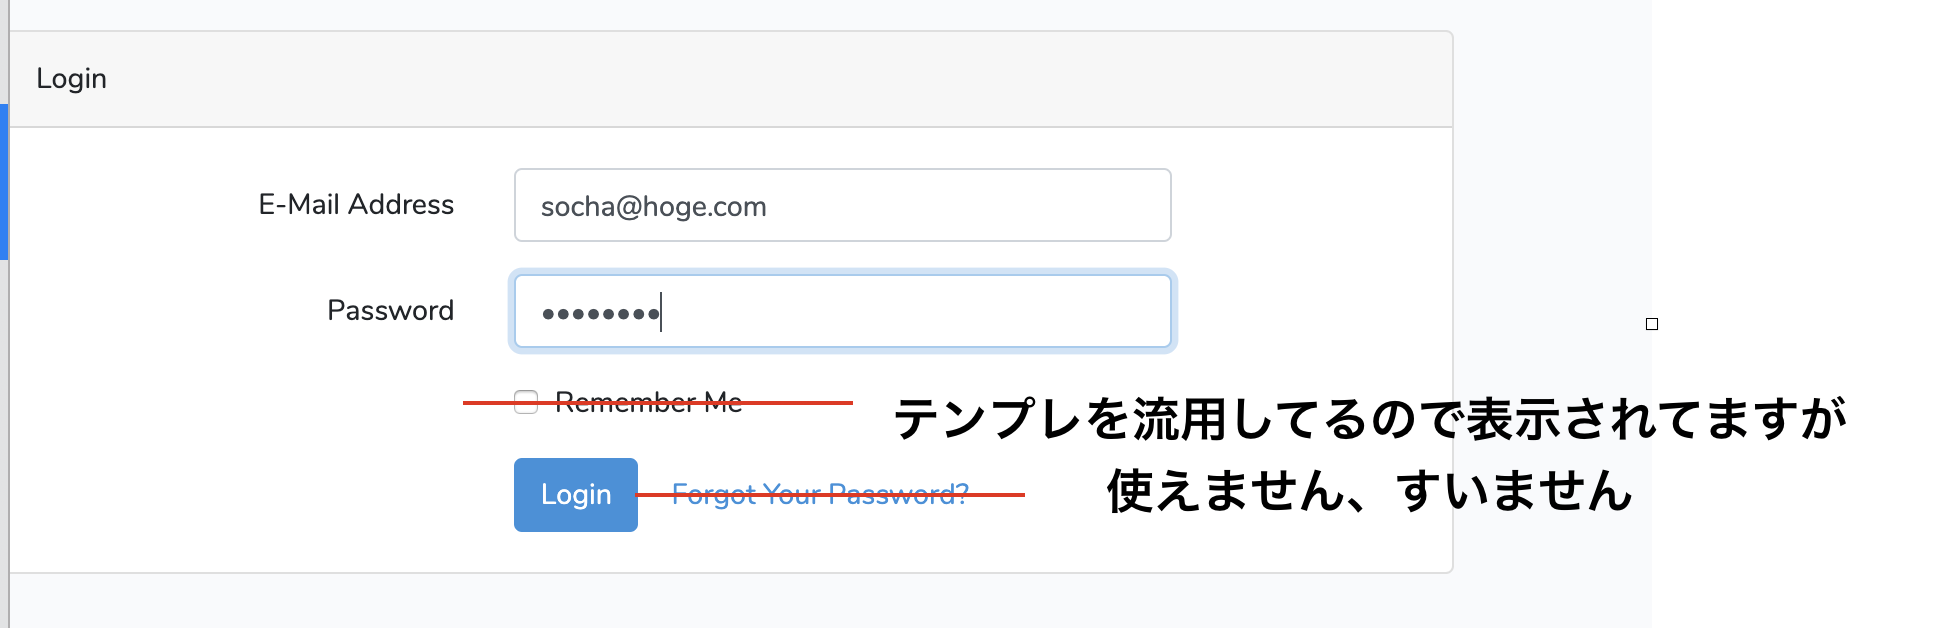 Login
E-Mail Address
socha@hoge.com
Password
••••••••
Remember Me
テンプレを流用してるので表示されてますが
使えません、すいません
Login
Forgot Your Password?